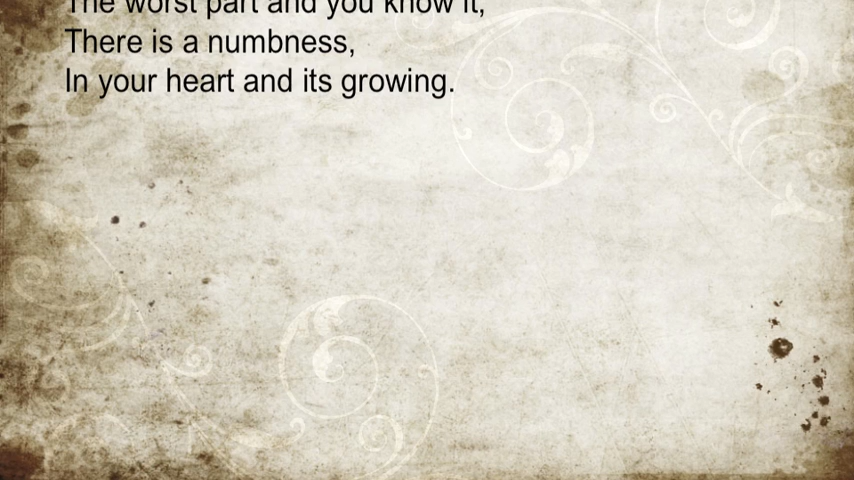 The worst part and you know it,
There is a numbness,
In your heart and its growing.